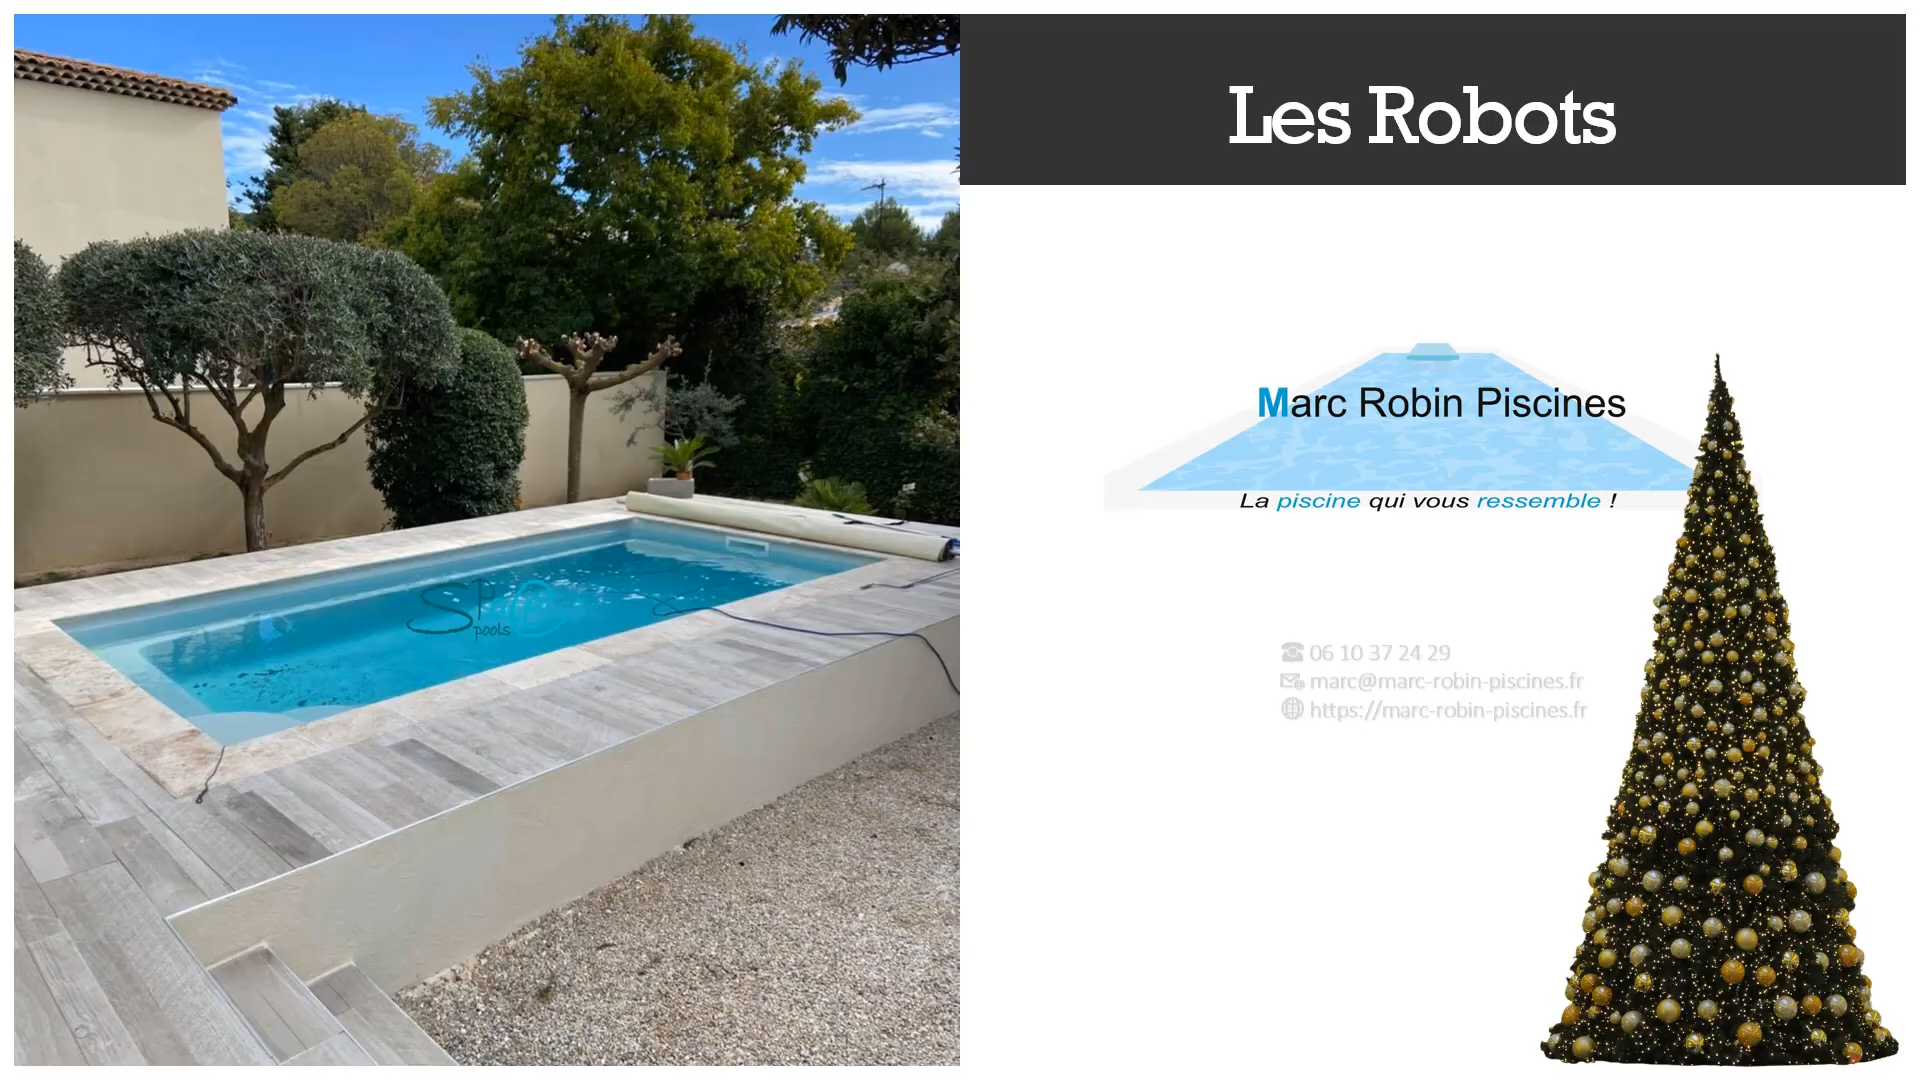 Les Robots
Marc Robin Piscines
La piscine qui vous ressemble !
06 10 37 24 29
marc@marc-robin-piscines.fr
https://marc-robin-piscines.fr
pools